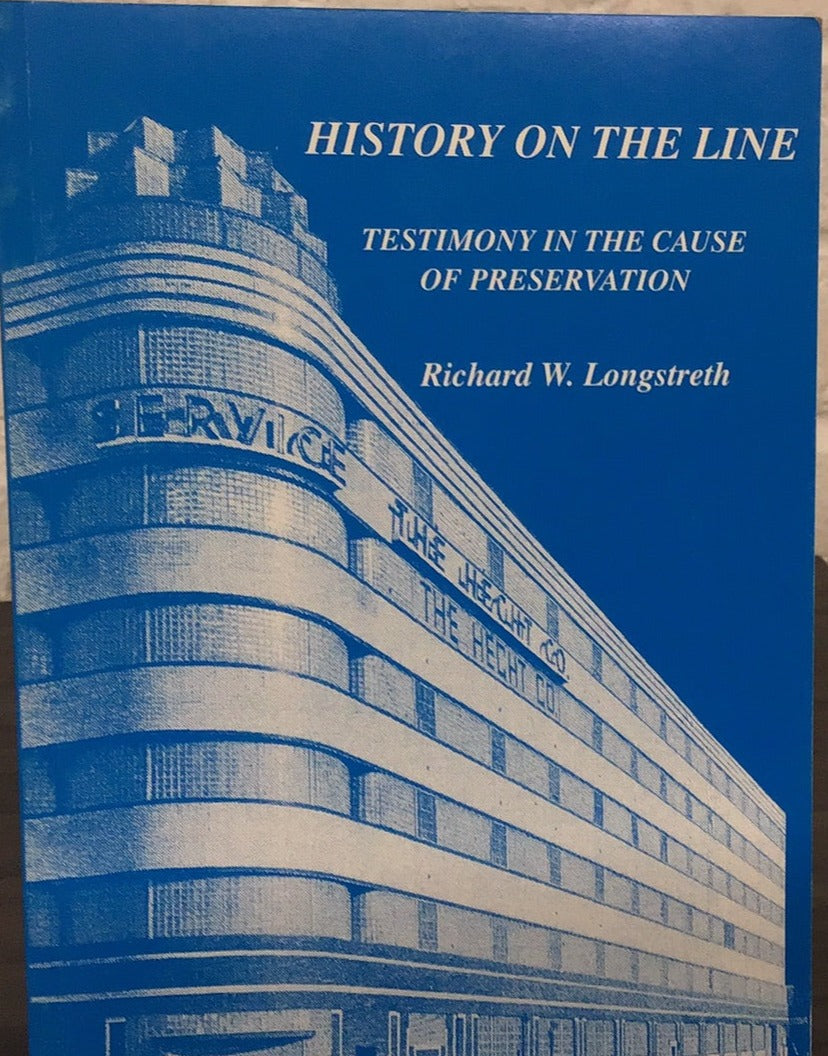 HISTORY ON THE LINE
TESTIMONY IN THE CAUSE
OF PRESERVATION
Richard W. Longstreth
SERVICE
THE HECHT CO.
THE HECHT CO.